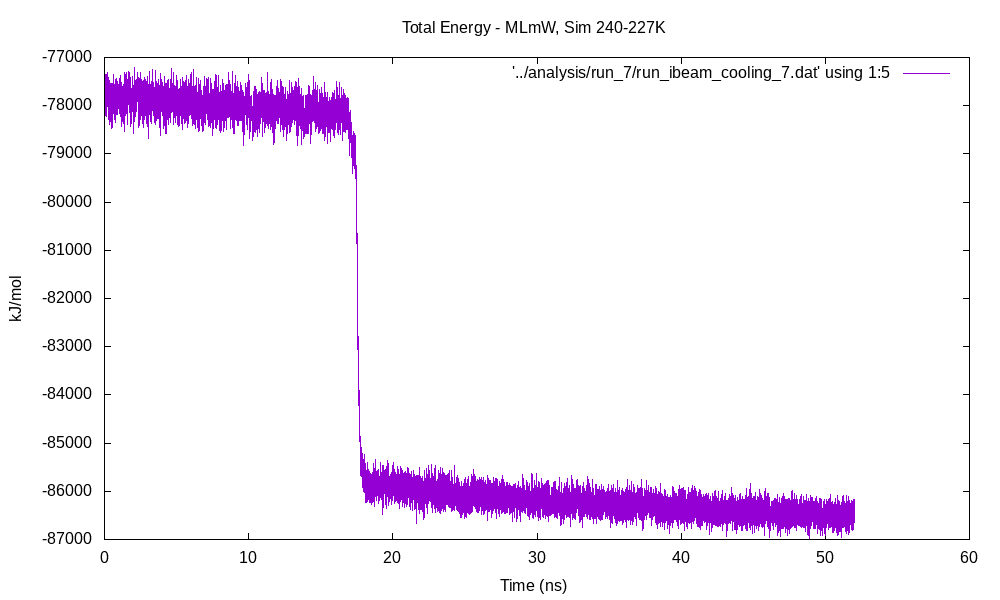 Total Energy - MLmW, Sim 240-227K
'../analysis/run_7/run_ibeam_cooling_7.dat' using 1:5
-77000
-78000
-79000
-80000
-81000
-82000
-83000
-84000
-85000
-86000
-87000
kJ/mol
0 10 20 30 40 50 60
Time (ns)